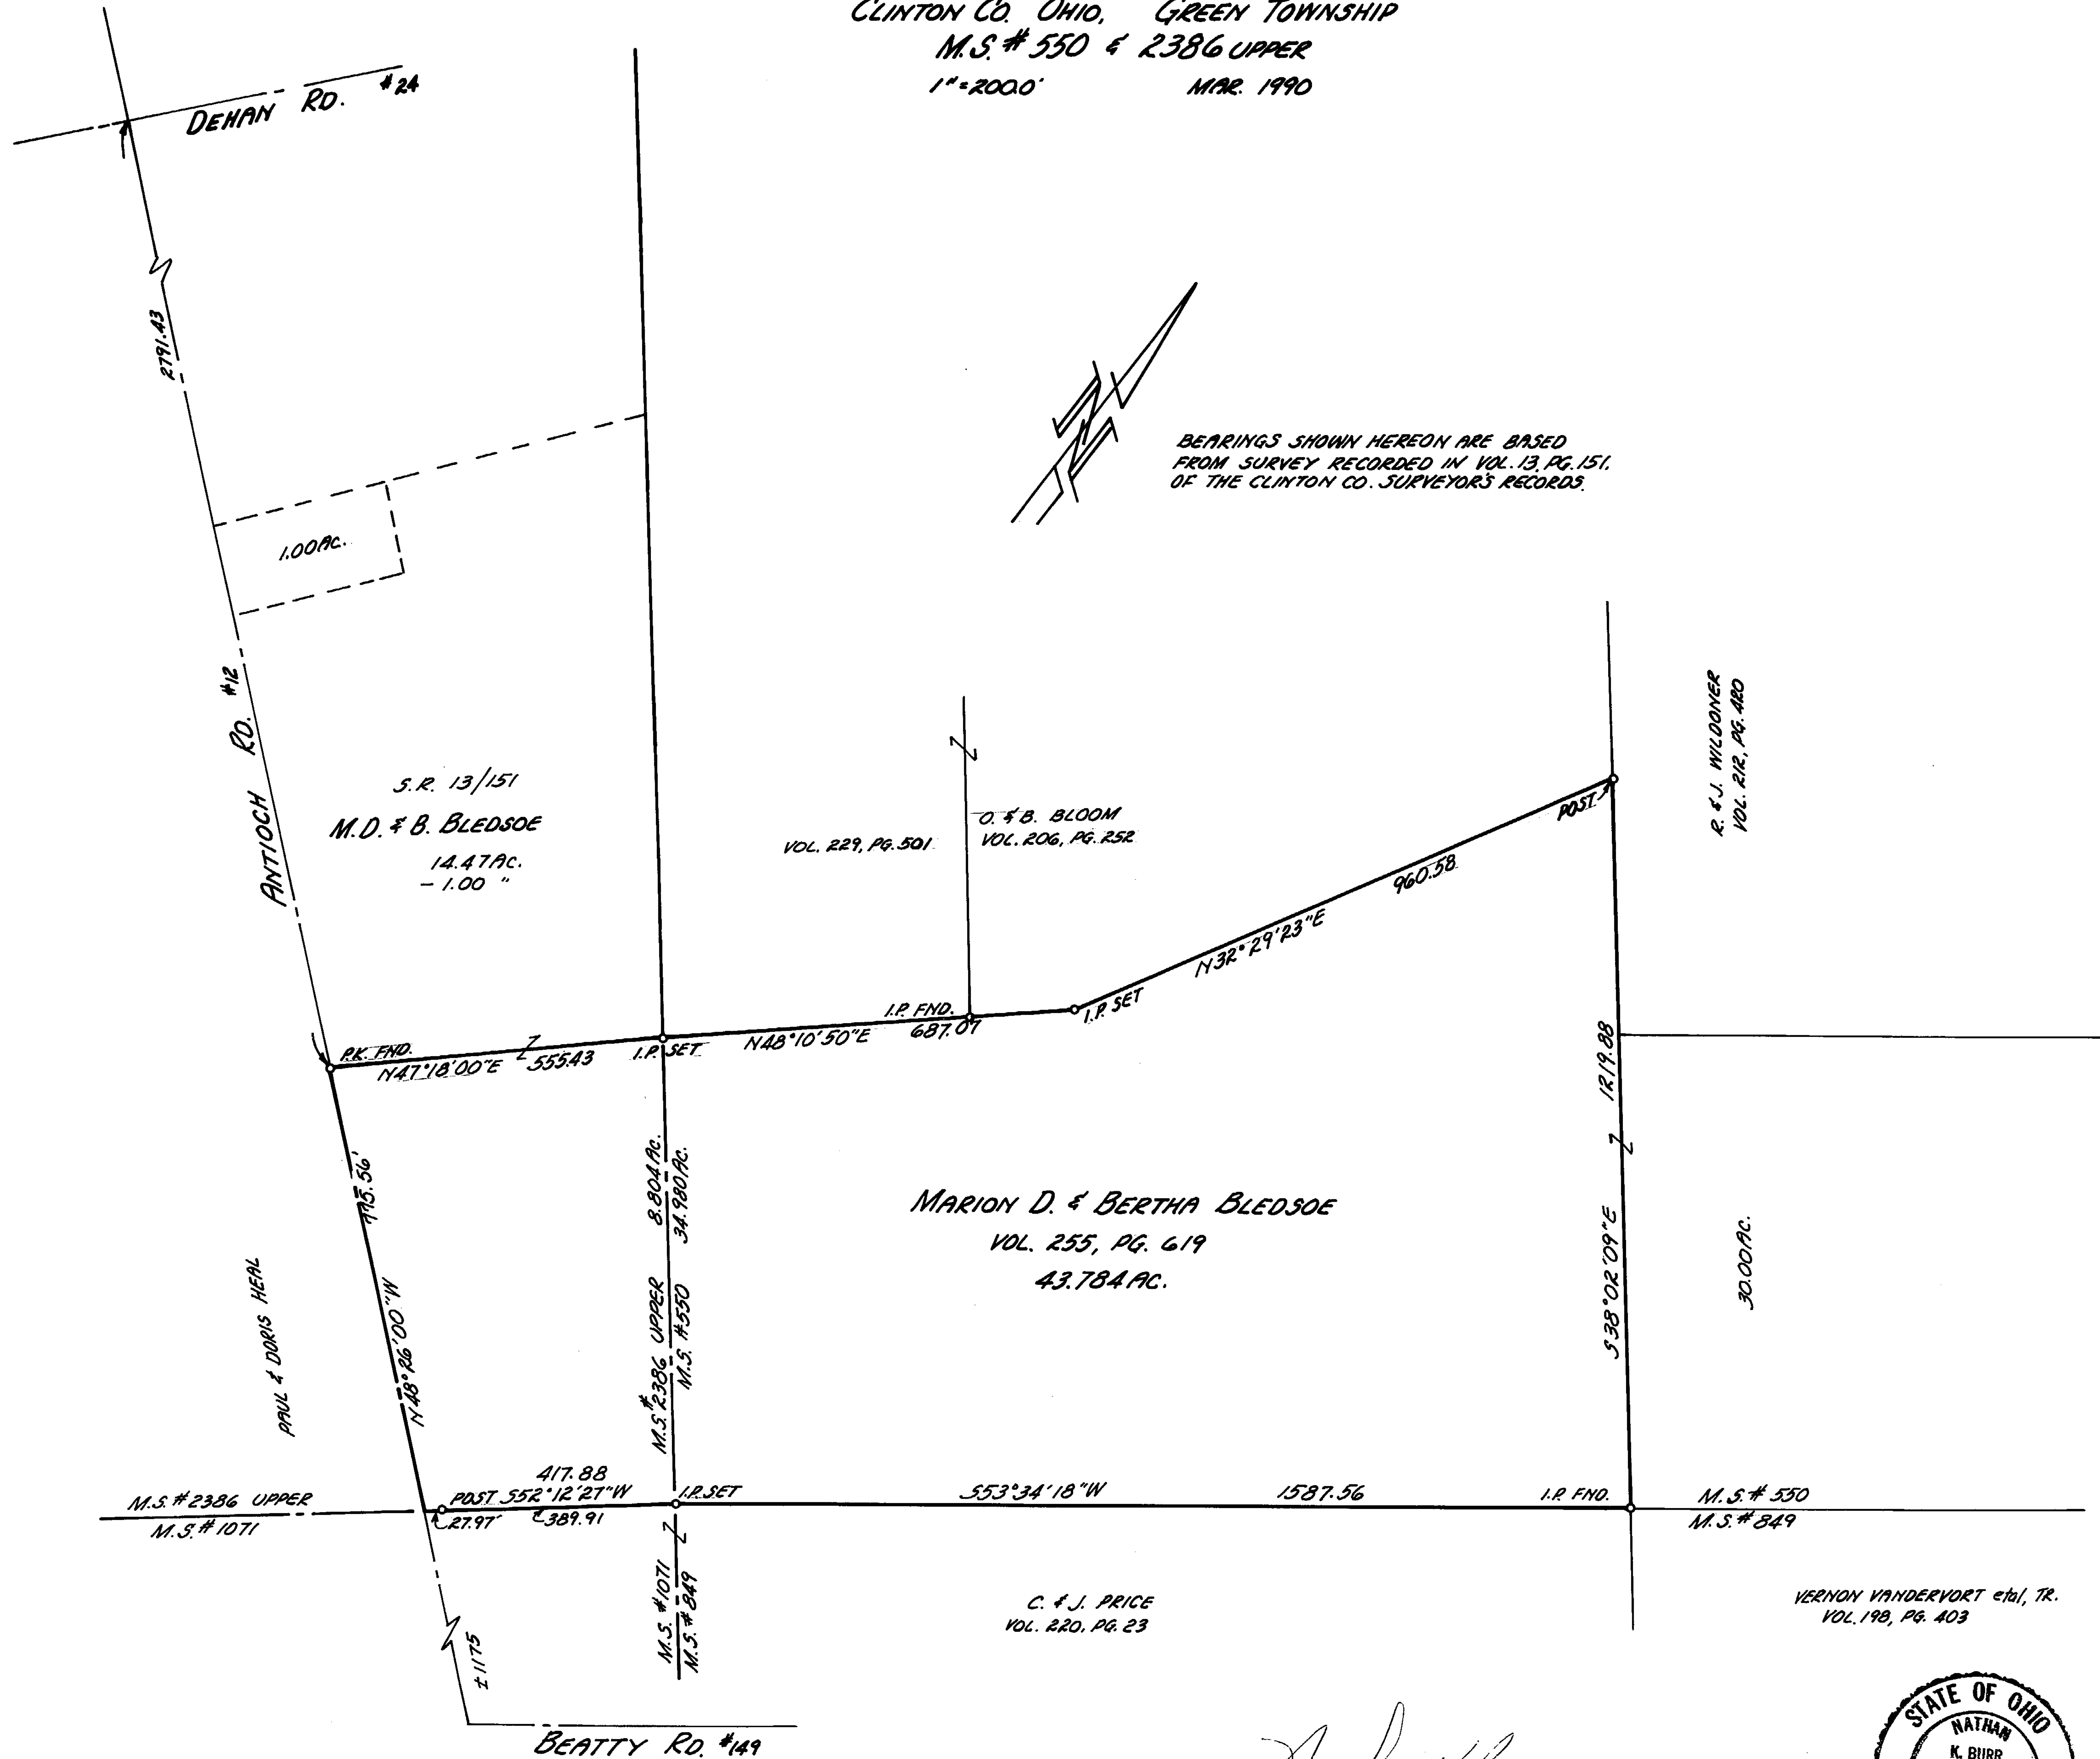 CLINTON CO. OHIO, GREEN TOWNSHIP
M.S. # 550 & 2386 UPPER
1"=200.0' MAR. 1990
DEHAN RD. #24
2791.43
BEARINGS SHOWN HEREON ARE BASED
FROM SURVEY RECORDED IN VOL. 13, PG. 151,
OF THE CLINTON CO. SURVEYOR'S RECORDS.
1.00 AC.
ANTIOCH RD. #12
S.R. 13/151
M.D. & B. BLEDSOE
14.47 AC.
- 1.00 "
VOL. 229, PG. 501
O. & B. BLOOM
VOL. 206, PG. 252
R. & J. WILDONER
VOL. 212, PG. 420
POST
960.58
N32°29'23"E
I.P. SET
I.P. FND.
N48°10'50"E 687.07
P.K. FND.
N47°18'00"E 555.43
I.P. SET
1219.88
S38°02'09"E
775.56'
N48°26'00"W
8.804 AC.
34.980 AC.
M.S. #2386 UPPER
M.S. #550
MARION D. & BERTHA BLEDSOE
VOL. 255, PG. 619
43.784 AC.
30.00 AC.
PAUL & DORIS HEAL
417.88
POST S52°12'27"W
27.97'
389.91
I.P. SET
S53°34'18"W 1587.56
I.P. FND.
M.S. #2386 UPPER
M.S. #1071
M.S. # 550
M.S. # 849
M.S. #1071
M.S. #849
C. & J. PRICE
VOL. 220, PG. 23
VERNON VANDERVORT etal, TR.
VOL. 198, PG. 403
±1175
BEATTY RD. #149
STATE OF OHIO
NATHAN
K. BURR